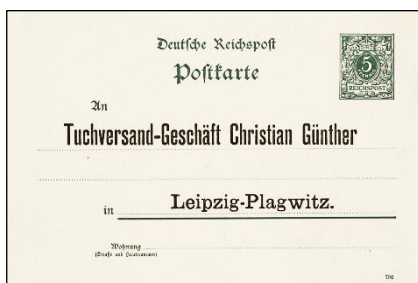 Deutsche Reichspost
Postkarte
5
REICHSPOST
An
Tuchversand-Geschäft Christian Günther
in Leipzig-Plagwitz.
Wohnung
(Straße und Hausnummer)